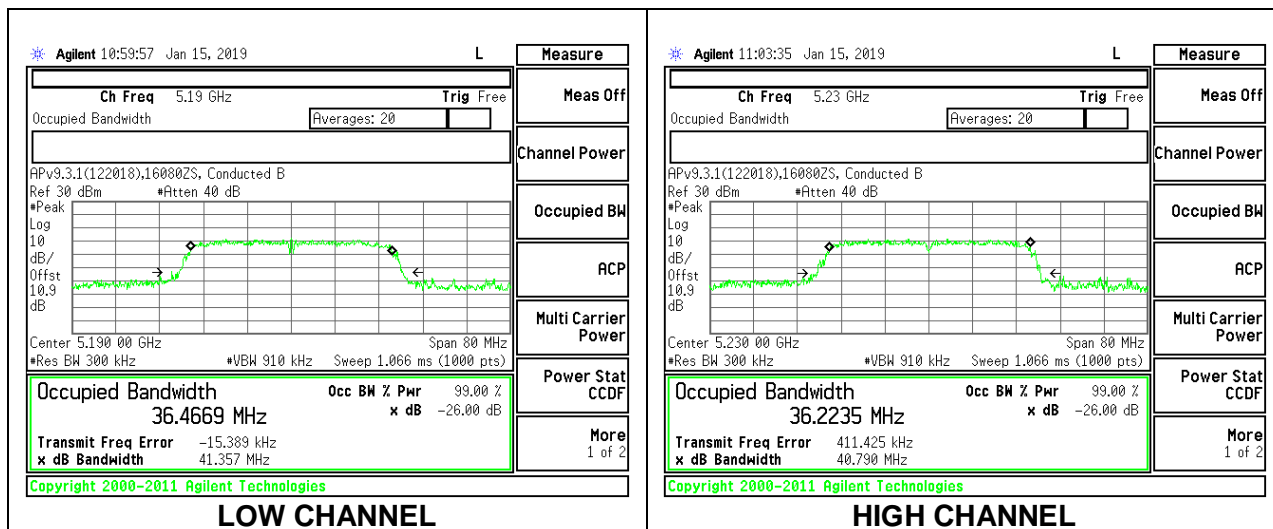 Agilent 10:59:57 Jan 15, 2019 L
Measure
Ch Freq 5.19 GHz Trig Free
Occupied Bandwidth Averages: 20
APv9.3.1(122018),16080ZS, Conducted B
Ref 30 dBm #Atten 40 dB
#Peak
Log
10
dB/
Offst
10.9
dB
Center 5.190 00 GHz Span 80 MHz
#Res BW 300 kHz #VBW 910 kHz Sweep 1.066 ms (1000 pts)
Occupied Bandwidth Occ BW % Pwr 99.00 %
36.4669 MHz x dB -26.00 dB
Transmit Freq Error -15.389 kHz
x dB Bandwidth 41.357 MHz
Copyright 2000-2011 Agilent Technologies
Meas Off
Channel Power
Occupied BW
ACP
Multi Carrier
Power
Power Stat
CCDF
More
1 of 2
LOW CHANNEL
Agilent 11:03:35 Jan 15, 2019 L
Measure
Ch Freq 5.23 GHz Trig Free
Occupied Bandwidth Averages: 20
APv9.3.1(122018),16080ZS, Conducted B
Ref 30 dBm #Atten 40 dB
#Peak
Log
10
dB/
Offst
10.9
dB
Center 5.230 00 GHz Span 80 MHz
#Res BW 300 kHz #VBW 910 kHz Sweep 1.066 ms (1000 pts)
Occupied Bandwidth Occ BW % Pwr 99.00 %
36.2235 MHz x dB -26.00 dB
Transmit Freq Error 411.425 kHz
x dB Bandwidth 40.790 MHz
Copyright 2000-2011 Agilent Technologies
Meas Off
Channel Power
Occupied BW
ACP
Multi Carrier
Power
Power Stat
CCDF
More
1 of 2
HIGH CHANNEL